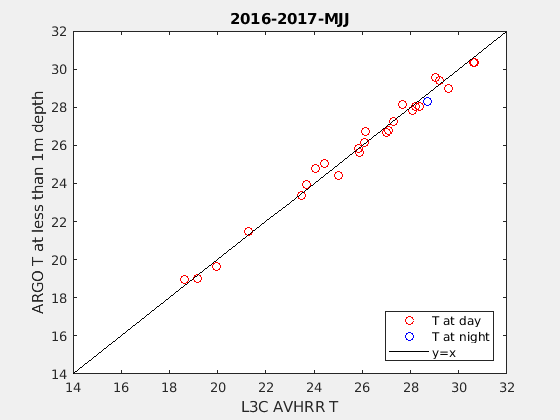 2016-2017-MJJ
32
30
28
26
24
22
20
18
16
14
ARGO T at less than 1m depth
T at day
T at night
y=x
14 16 18 20 22 24 26 28 30 32
L3C AVHRR T